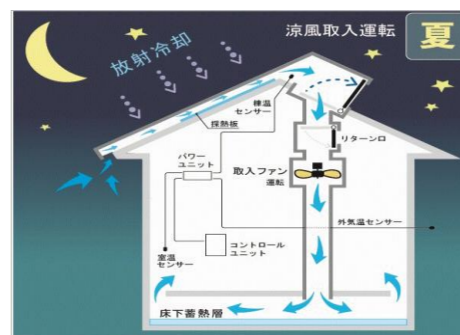 涼風取入運転
夏
放射冷却
棟温
センサー
採熱板
リターン口
パワー
ユニット
取入ファン
運転
外気温センサー
室温
センサー
コントロール
ユニット
床下蓄熱層